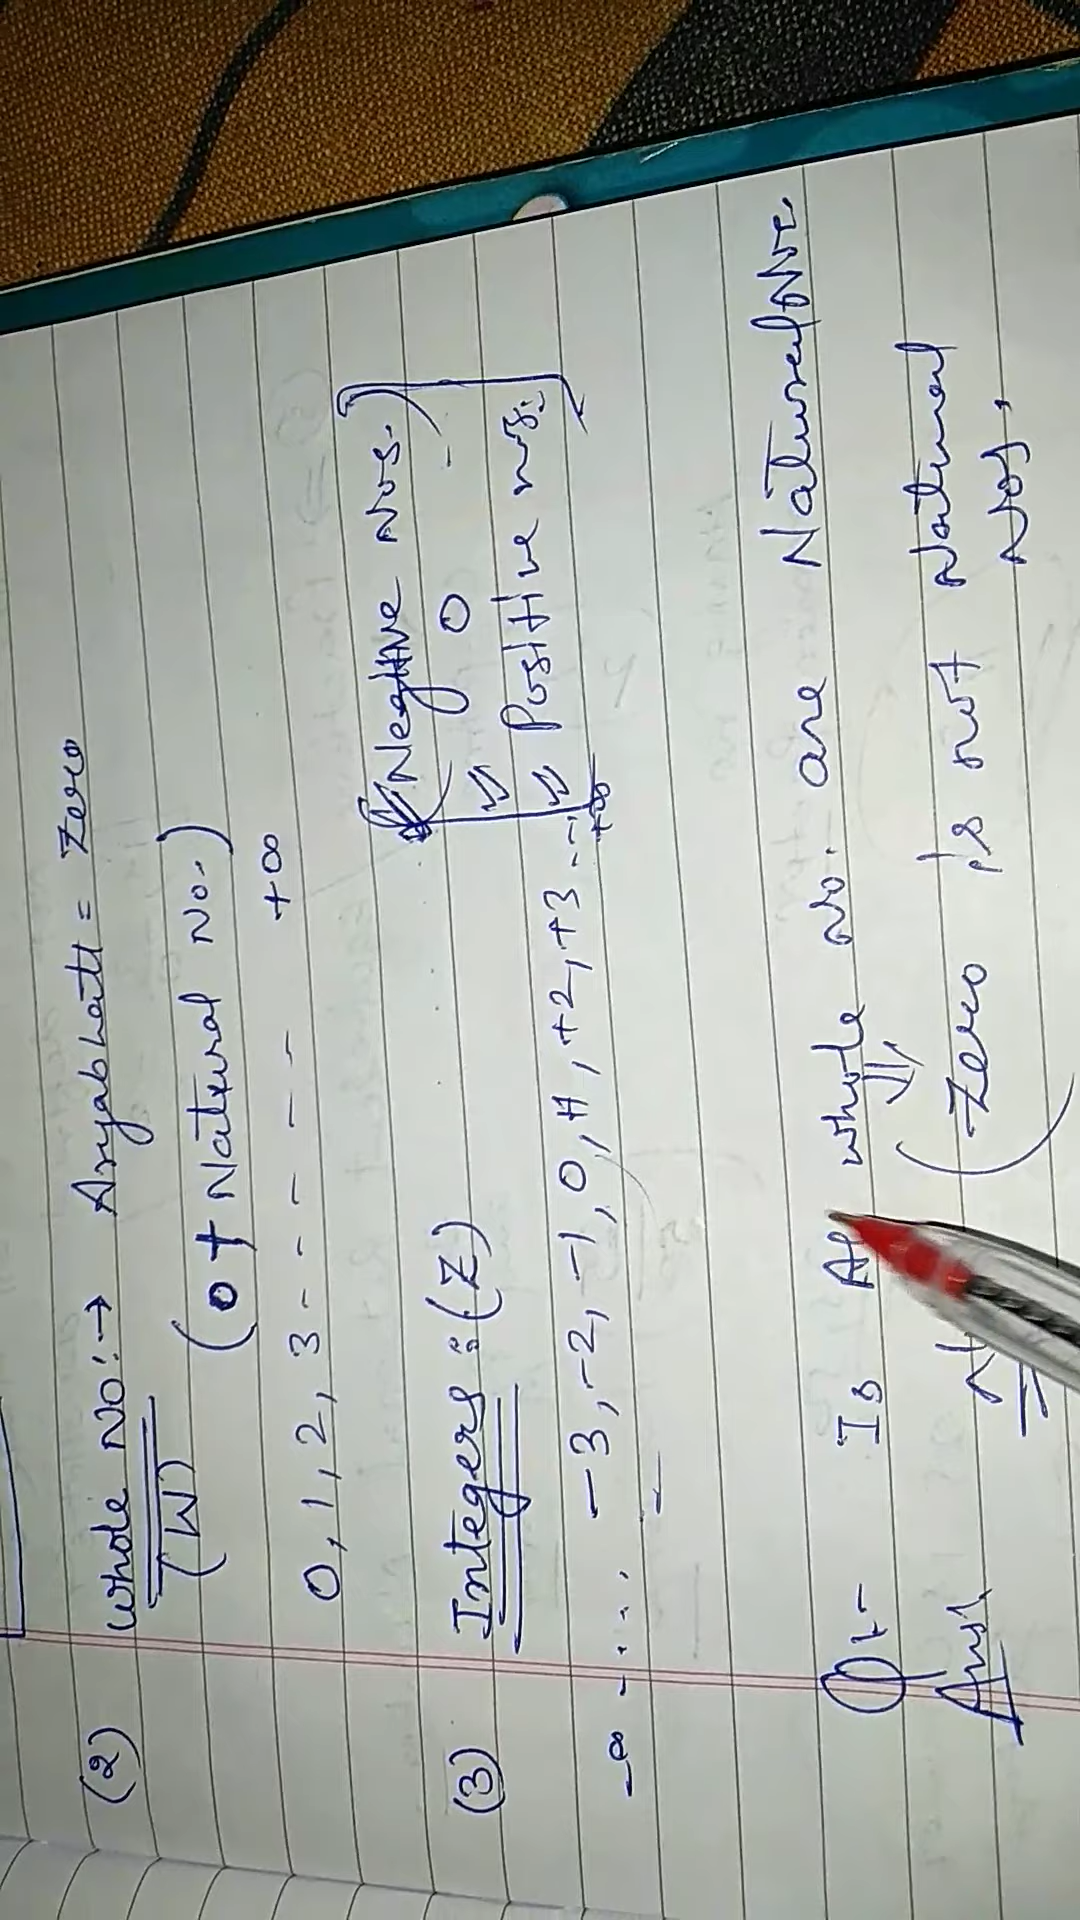 (2) Whole No:→ Aryabhatt = Zero
(W) (0 + Natural No.)
0, 1, 2, 3 - - - - - - +∞
(3) Integers :(Z)
Negtive Nos.
0
Positive nos.
-∞ - .... -3, -2, -1, 0, +1, +2, +3 --- +∞
Q1- Is All whole no. are Natural Nos.
Ans
(Zero is not Natural
Nos.